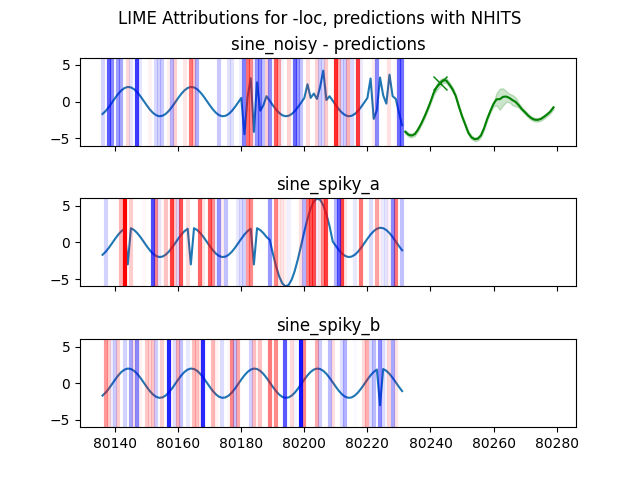 LIME Attributions for -loc, predictions with NHITS
sine_noisy - predictions
5
0
−5
sine_spiky_a
5
0
−5
sine_spiky_b
5
0
−5
80140 80160 80180 80200 80220 80240 80260 80280